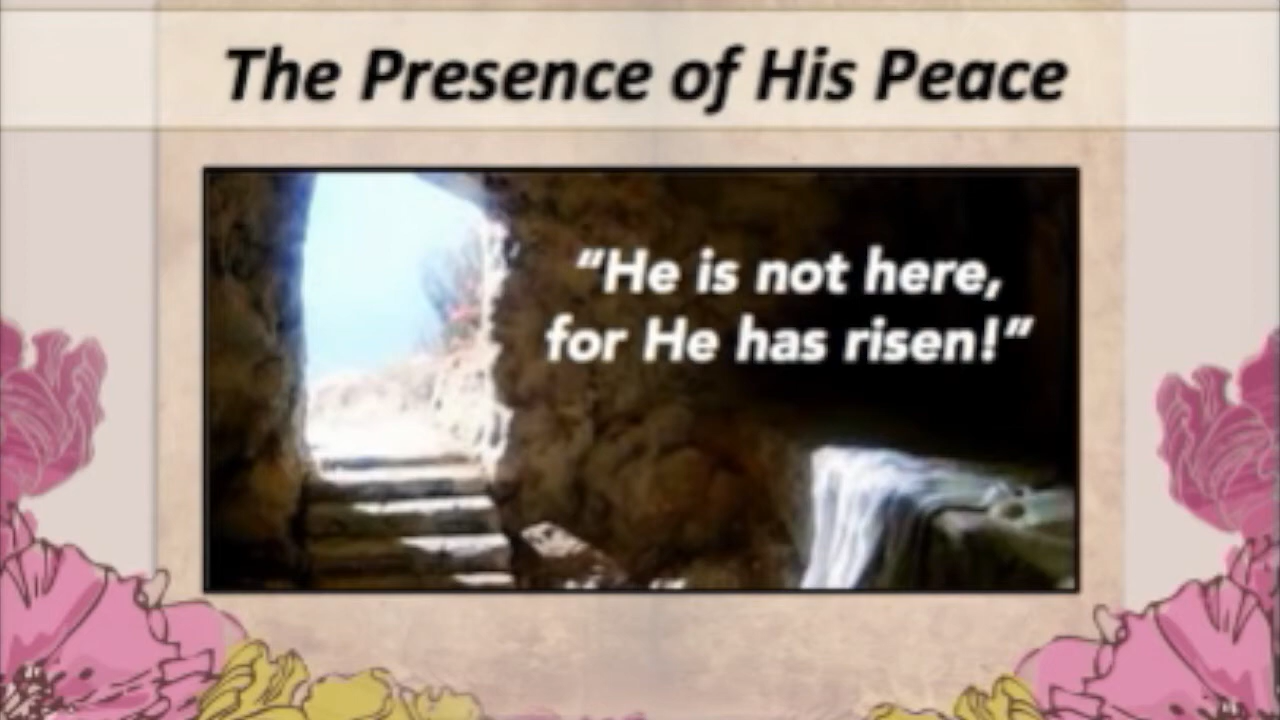 The Presence of His Peace
“He is not here,
for He has risen!”